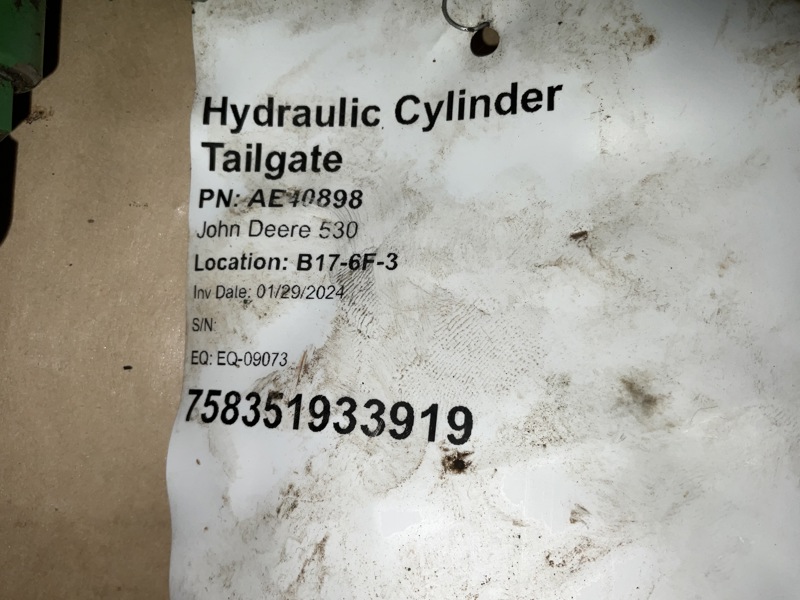 Hydraulic Cylinder
Tailgate
PN: AE40898
John Deere 530
Location: B17-6F-3
Inv Date: 01/29/2024
S/N:
EQ: EQ-09073
758351933919